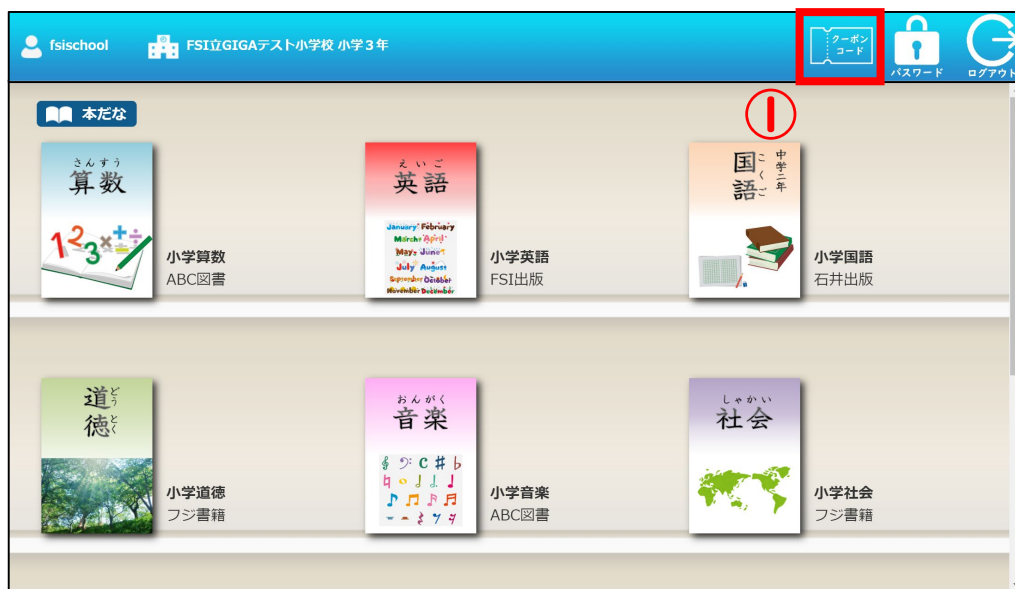 fsischool
FSI立GIGAテスト小学校 小学3年
クーポン
コード
パスワード
ログアウト
①
本だな
さんすう
算数
小学算数
ABC図書
えいご
英語
January February
March April
May June
July August
September October
November December
小学英語
FSI出版
中学二年
こくご
国語
小学国語
石井出版
どうとく
道徳
小学道徳
フジ書籍
おんがく
音楽
小学音楽
ABC図書
しゃかい
社会
小学社会
フジ書籍